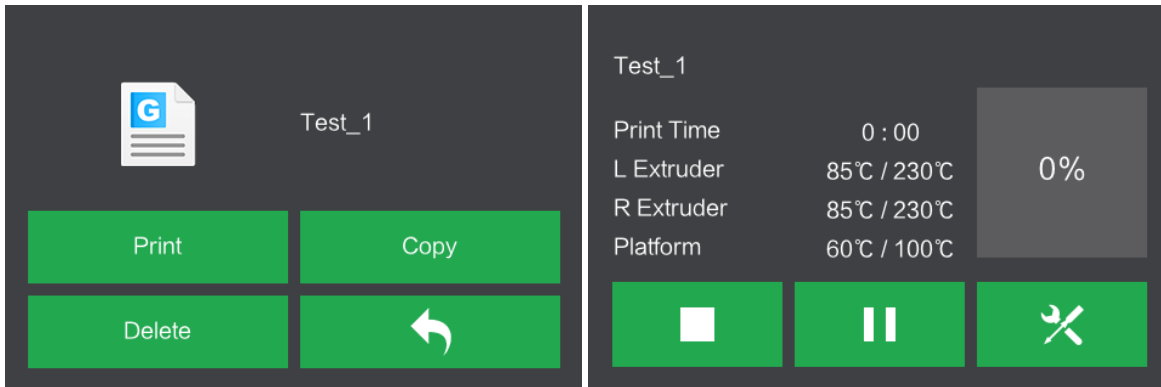 G
Test_1
Print
Copy
Delete
Test_1
Print Time 0 : 00
L Extruder 85℃ / 230℃
R Extruder 85℃ / 230℃
Platform 60℃ / 100℃
0%